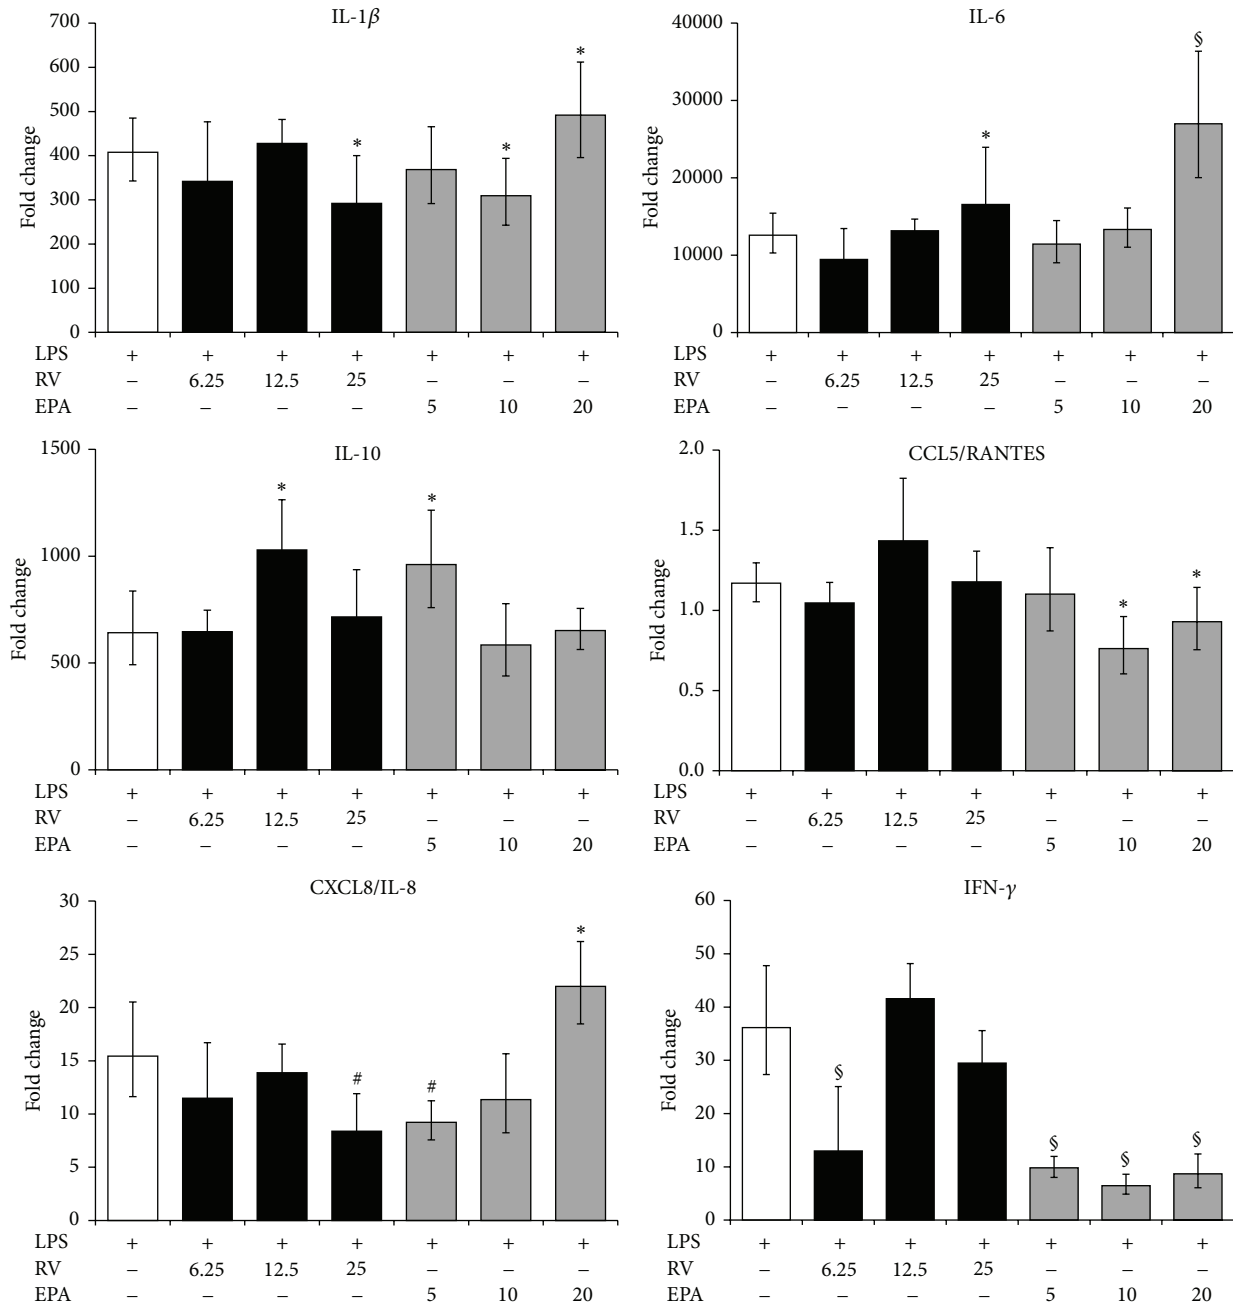 IL-1β
Fold change
700
600
500
400
300
200
100
0
* * *
LPS + + + + + + +
RV – 6.25 12.5 25 – – –
EPA – – – – 5 10 20
IL-6
Fold change
40000
30000
20000
10000
0
* §
LPS + + + + + + +
RV – 6.25 12.5 25 – – –
EPA – – – – 5 10 20
IL-10
Fold change
1500
1000
500
0
* *
LPS + + + + + + +
RV – 6.25 12.5 25 – – –
EPA – – – – 5 10 20
CCL5/RANTES
Fold change
2.0
1.5
1.0
0.5
0.0
* *
LPS + + + + + + +
RV – 6.25 12.5 25 – – –
EPA – – – – 5 10 20
CXCL8/IL-8
Fold change
30
25
20
15
10
5
0
# # *
LPS + + + + + + +
RV – 6.25 12.5 25 – – –
EPA – – – – 5 10 20
IFN-γ
Fold change
60
50
40
30
20
10
0
§ § § §
LPS + + + + + + +
RV – 6.25 12.5 25 – – –
EPA – – – – 5 10 20